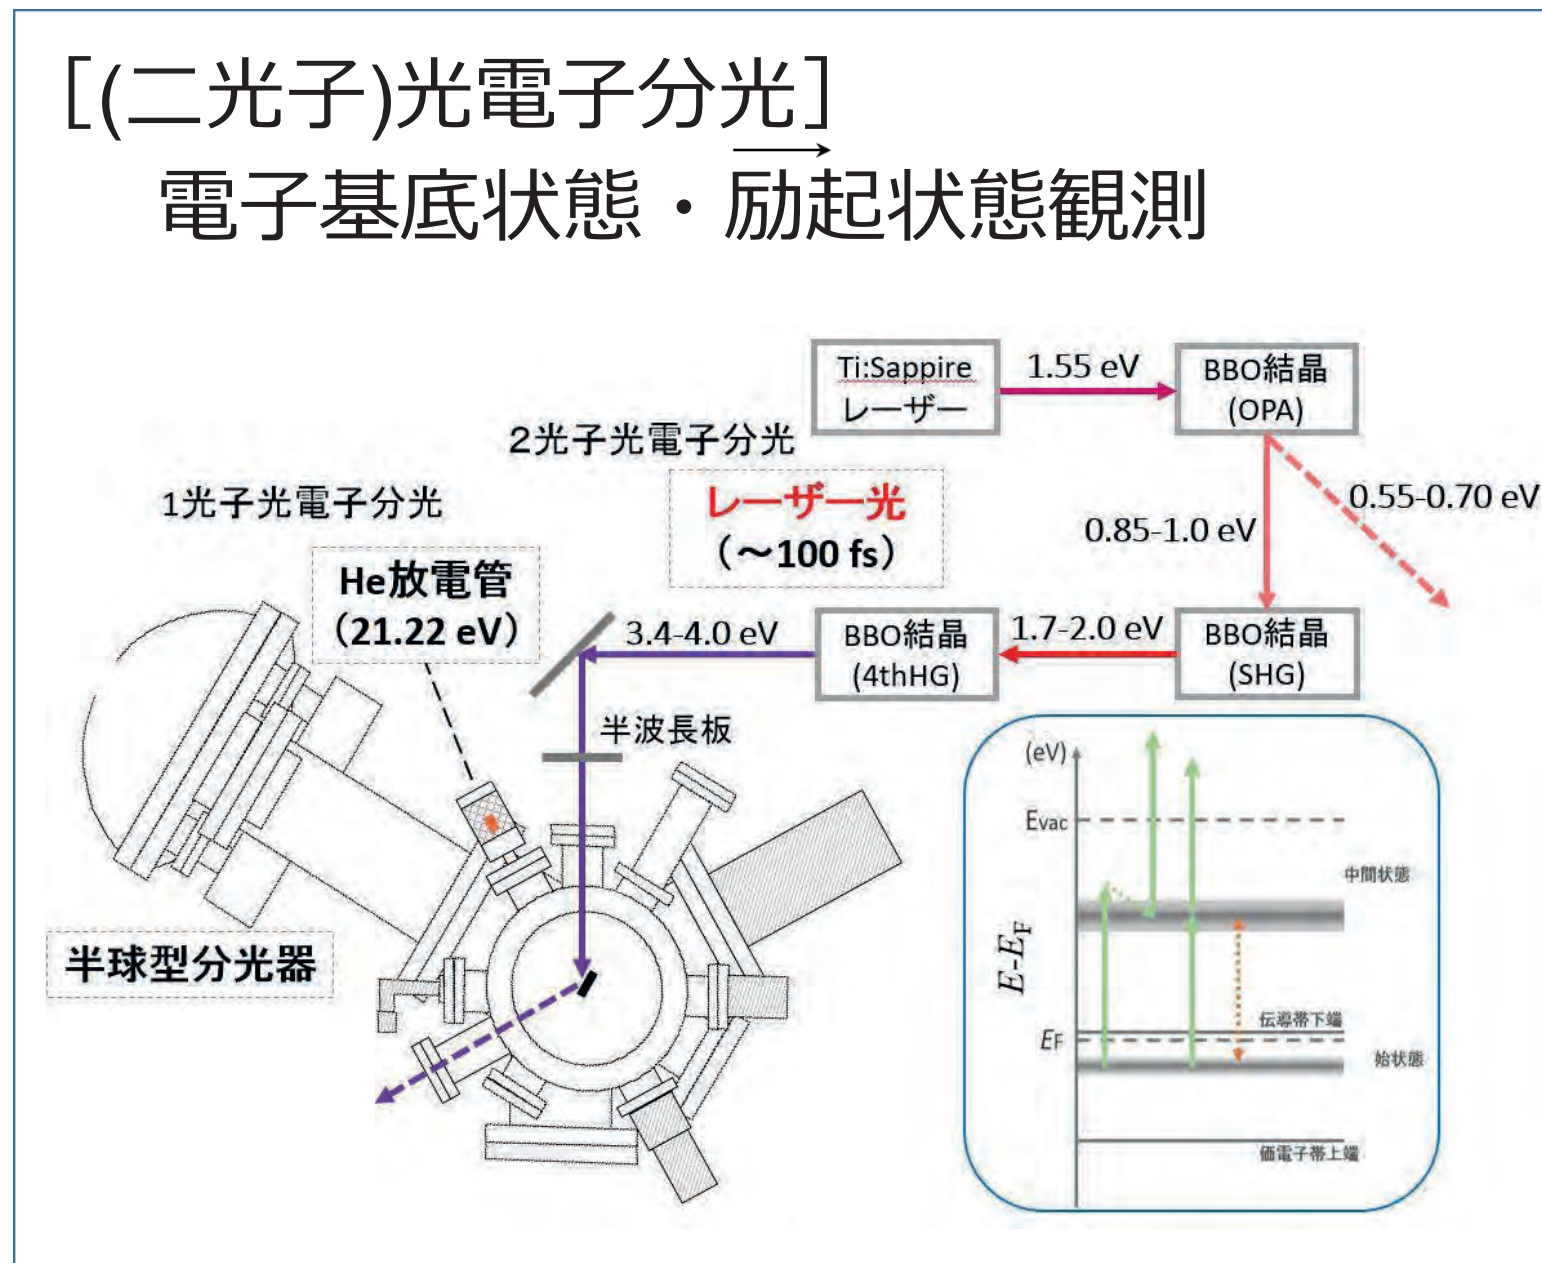 [(二光子)光電子分光]
電子基底状態・励起状態観測
Ti:Sappire
レーザー
1.55 eV
BBO結晶
(OPA)
2光子光電子分光
レーザー光
(～100 fs)
0.85-1.0 eV
0.55-0.70 eV
1光子光電子分光
He放電管
(21.22 eV)
3.4-4.0 eV
BBO結晶
(4thHG)
1.7-2.0 eV
BBO結晶
(SHG)
半波長板
半球型分光器
(eV)
Evac
中間状態
E-EF
伝導帯下端
EF
始状態
価電子帯上端